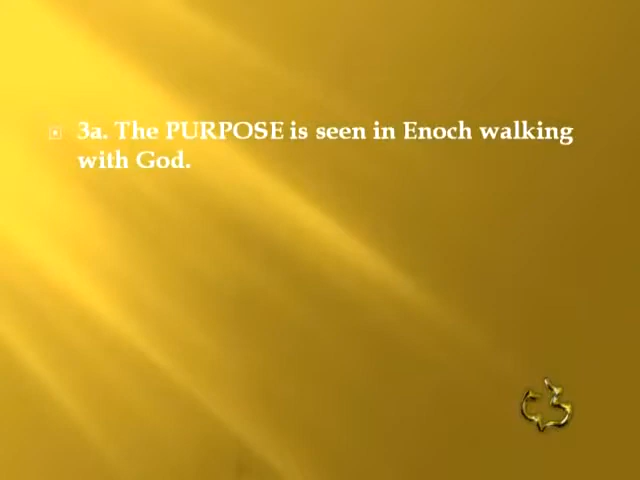 3a. The PURPOSE is seen in Enoch walking
with God.